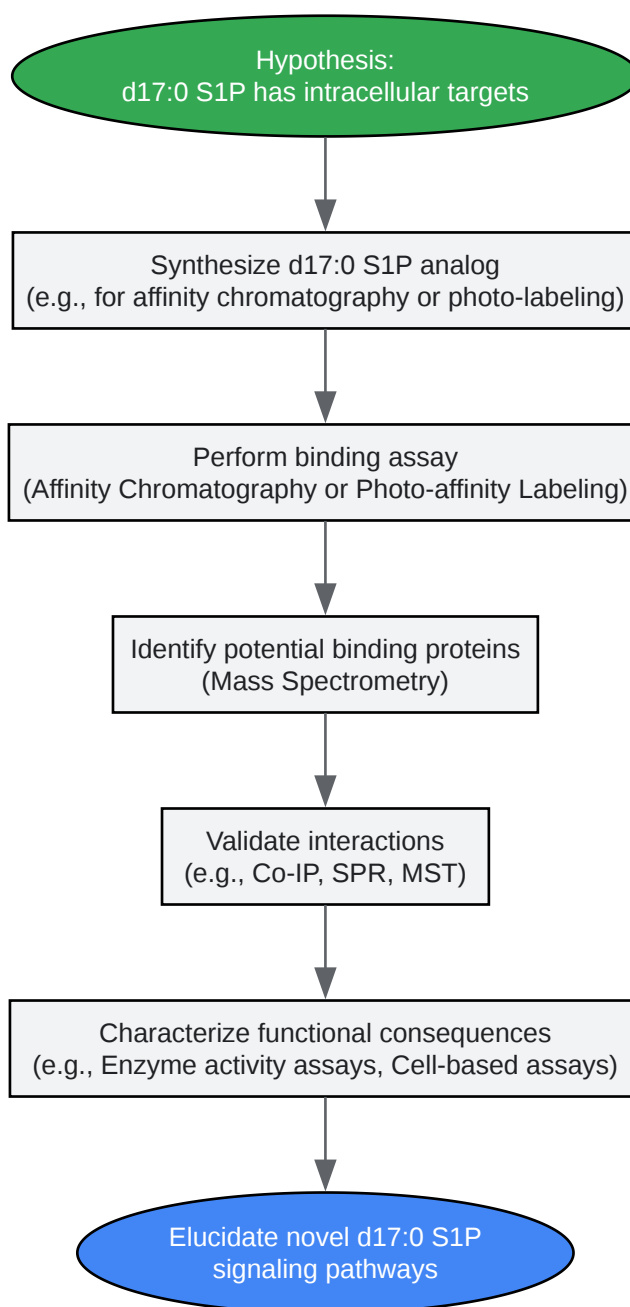 Hypothesis:
d17:0 S1P has intracellular targets
Synthesize d17:0 S1P analog
(e.g., for affinity chromatography or photo-labeling)
Perform binding assay
(Affinity Chromatography or Photo-affinity Labeling)
Identify potential binding proteins
(Mass Spectrometry)
Validate interactions
(e.g., Co-IP, SPR, MST)
Characterize functional consequences
(e.g., Enzyme activity assays, Cell-based assays)
Elucidate novel d17:0 S1P
signaling pathways